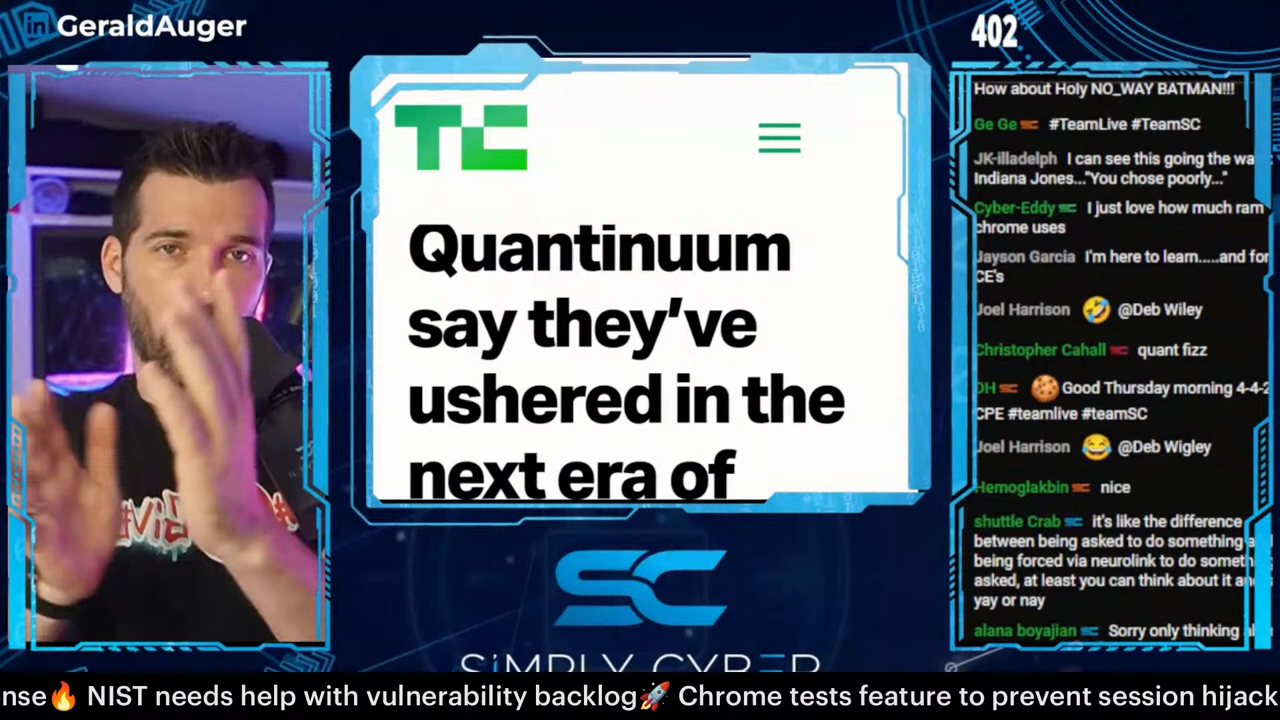 in GeraldAuger
402
TC
Quantinuum
say they've
ushered in the
next era of
SC
SIMPLY CYBER
How about Holy NO_WAY BATMAN!!!
Ge Ge #TeamLive #TeamSC
JK-illadelph I can see this going the
Indiana Jones..."You chose poorly..."
Cyber-Eddy I just love how much ram
chrome uses
Jayson Garcia I'm here to learn.....and for
CE's
Joel Harrison 🤣 @Deb Wiley
Christopher Cahall quant fizz
DH 🍪 Good Thursday morning 4-4-2
CPE #teamlive #teamSC
Joel Harrison 😂 @Deb Wigley
Hemoglakbin nice
shuttle Crab it's like the difference
between being asked to do something
being forced via neurolink to do
asked, at least you can think about it
yay or nay
alana boyajian Sorry only thinking
nse🔥 NIST needs help with vulnerability backlog🚀 Chrome tests feature to prevent session hijack